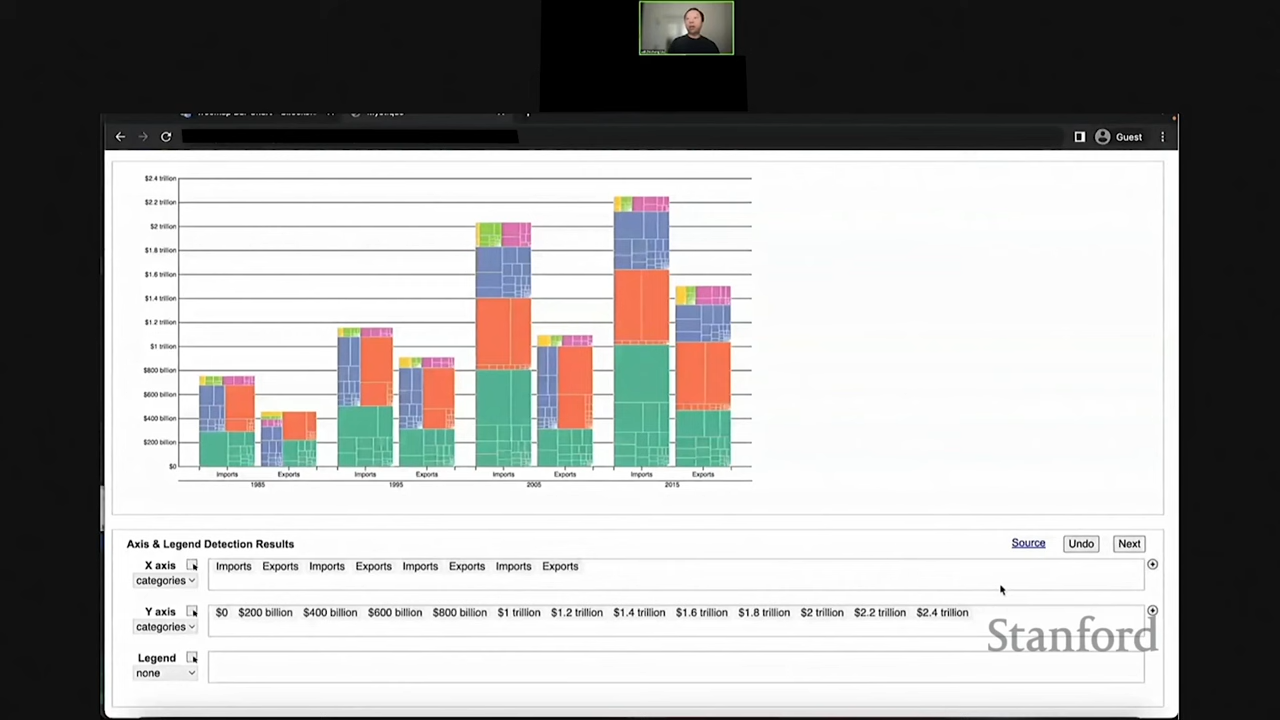 Guest
$2.4 trillion
$2.2 trillion
$2 trillion
$1.8 trillion
$1.6 trillion
$1.4 trillion
$1.2 trillion
$1 trillion
$800 billion
$600 billion
$400 billion
$200 billion
$0
Imports Exports Imports Exports Imports Exports Imports Exports
1985 1995 2005 2015
Axis & Legend Detection Results Source Undo Next
X axis Imports Exports Imports Exports Imports Exports Imports Exports
categories
Y axis $0 $200 billion $400 billion $600 billion $800 billion $1 trillion $1.2 trillion $1.4 trillion $1.6 trillion $1.8 trillion $2 trillion $2.2 trillion $2.4 trillion
categories
Stanford
Legend
none